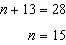 n + 13 = 28
n = 15